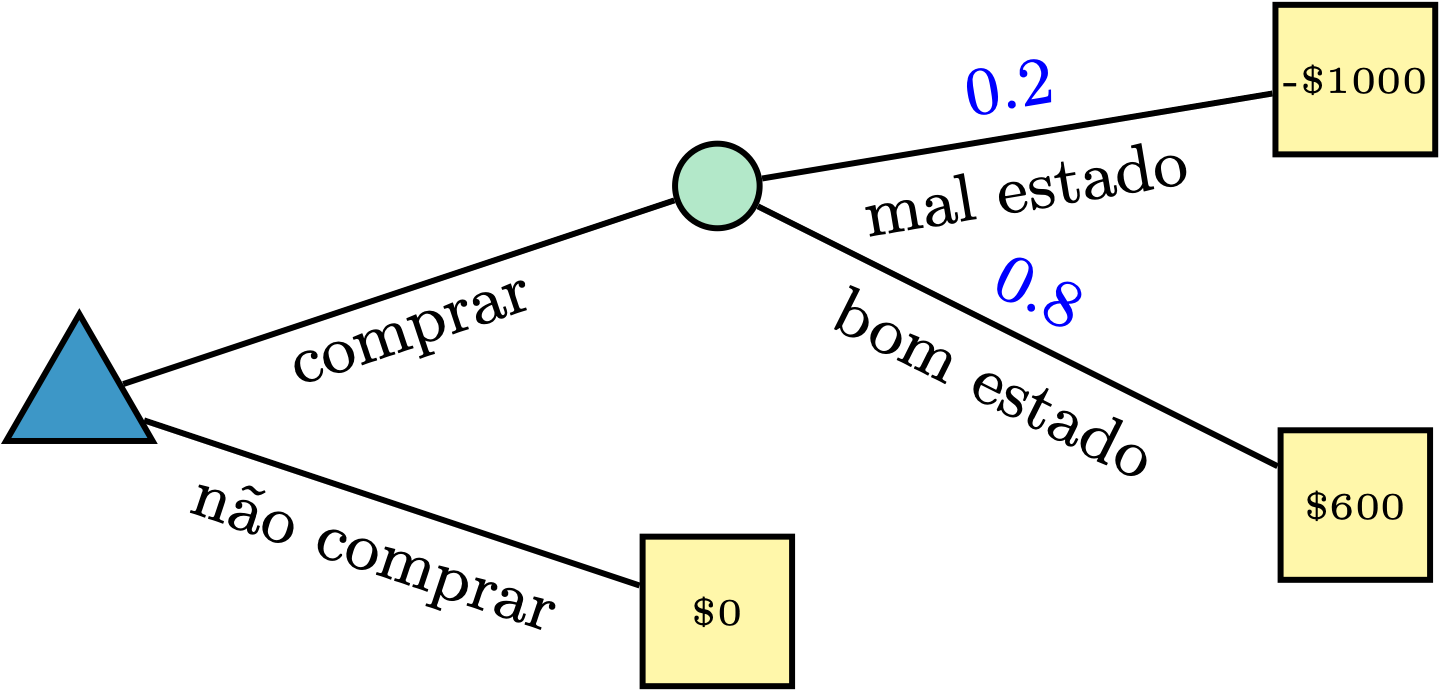 0.2
-$1000
mal estado
0.8
comprar
bom estado
$600
não comprar
$0